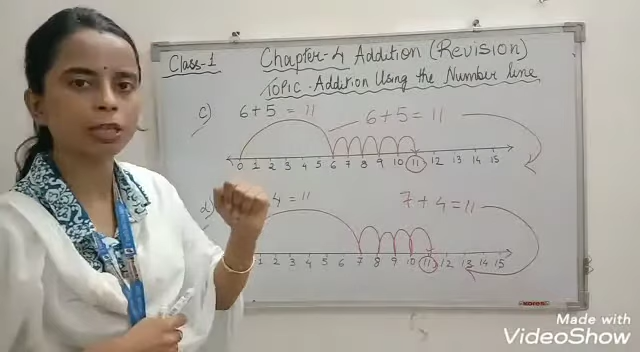 Class-1
Chapter-4 Addition (Revision)
TOPIC - Addition Using the Number line
c) 6+5 = 11
6+5 = 11
0 1 2 3 4 5 6 7 8 9 10 11 12 13 14 15
d) 4 = 11
7+4 = 11
1 2 3 4 5 6 7 8 9 10 11 12 13 14 15
KORES
Made with
VideoShow